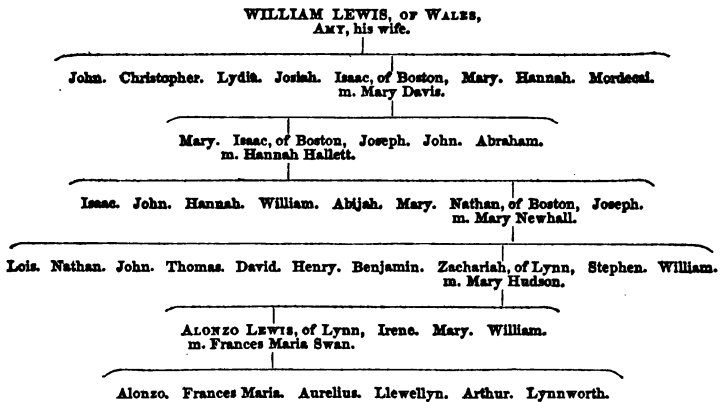 WILLIAM LEWIS, OF WALES,
AMY, his wife.
John. Christopher. Lydia. Josiah. Isaac, of Boston, Mary. Hannah. Mordecai.
m. Mary Davis.
Mary. Isaac, of Boston, Joseph. John. Abraham.
m. Hannah Hallett.
Isaac. John. Hannah. William. Abijah. Mary. Nathan, of Boston, Joseph.
m. Mary Newhall.
Lois. Nathan. John. Thomas. David. Henry. Benjamin. Zachariah, of Lynn, Stephen. William.
m. Mary Hudson.
ALONZO LEWIS, of Lynn, Irene. Mary. William.
m. Frances Maria Swan.
Alonzo. Frances Maria. Aurelius. Llewellyn. Arthur. Lynnworth.